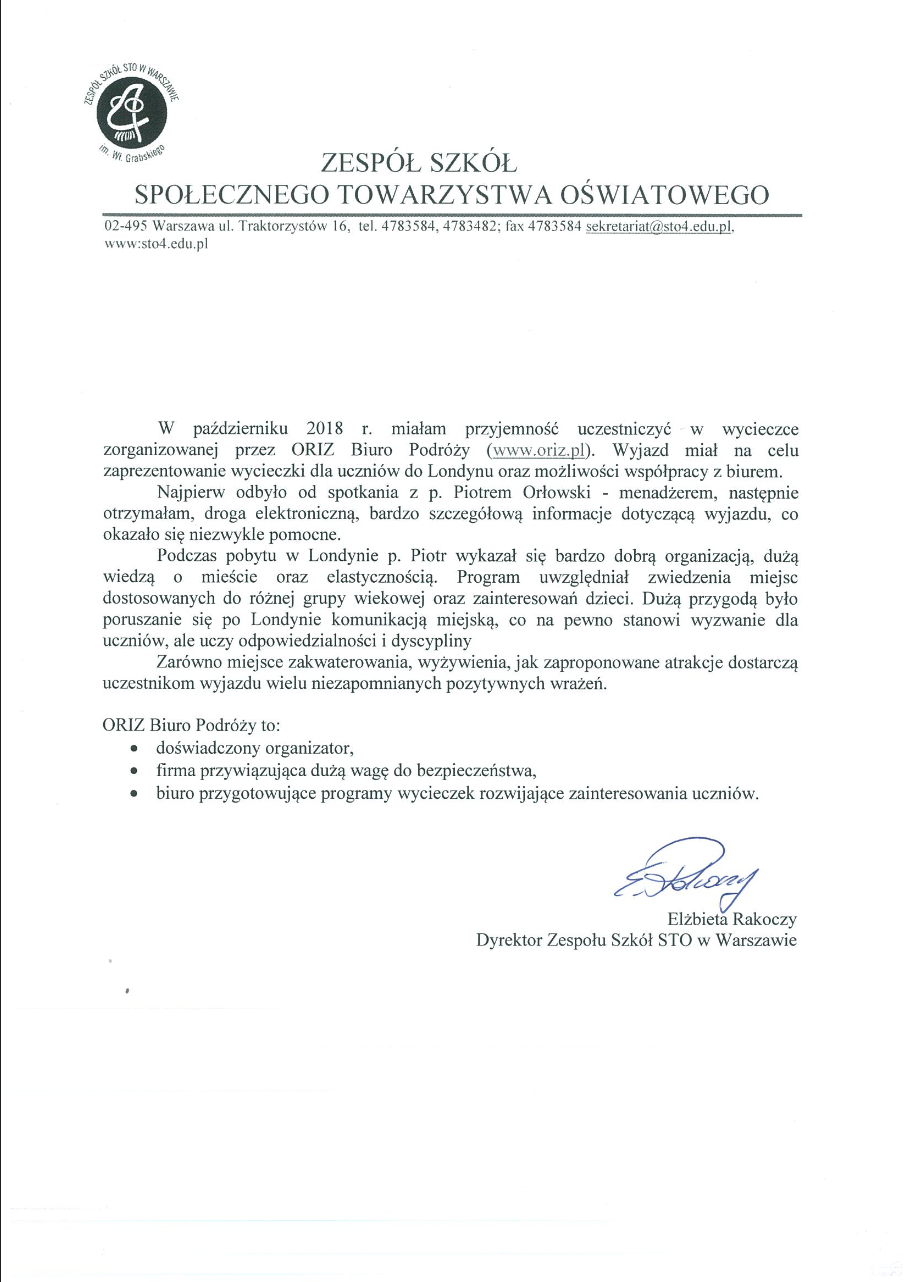 ZESPÓŁ SZKÓŁ STO W WARSZAWIE
im. Wł. Grabskiego
ZESPÓŁ SZKÓŁ
SPOŁECZNEGO TOWARZYSTWA OŚWIATOWEGO
02-495 Warszawa ul. Traktorzystów 16, tel. 4783584, 4783482; fax 4783584 sekretariat@sto4.edu.pl,
www:sto4.edu.pl
W październiku 2018 r. miałam przyjemność uczestniczyć w wycieczce
zorganizowanej przez ORIZ Biuro Podróży (www.oriz.pl). Wyjazd miał na celu
zaprezentowanie wycieczki dla uczniów do Londynu oraz możliwości współpracy z biurem.
Najpierw odbyło od spotkania z p. Piotrem Orłowski - menadżerem, następnie
otrzymałam, droga elektroniczną, bardzo szczegółową informacje dotyczącą wyjazdu, co
okazało się niezwykle pomocne.
Podczas pobytu w Londynie p. Piotr wykazał się bardzo dobrą organizacją, dużą
wiedzą o mieście oraz elastycznością. Program uwzględniał zwiedzenia miejsc
dostosowanych do różnej grupy wiekowej oraz zainteresowań dzieci. Dużą przygodą było
poruszanie się po Londynie komunikacją miejską, co na pewno stanowi wyzwanie dla
uczniów, ale uczy odpowiedzialności i dyscypliny
Zarówno miejsce zakwaterowania, wyżywienia, jak zaproponowane atrakcje dostarczą
uczestnikom wyjazdu wielu niezapomnianych pozytywnych wrażeń.
ORIZ Biuro Podróży to:
• doświadczony organizator,
• firma przywiązująca dużą wagę do bezpieczeństwa,
• biuro przygotowujące programy wycieczek rozwijające zainteresowania uczniów.
Elżbieta Rakoczy
Dyrektor Zespołu Szkół STO w Warszawie